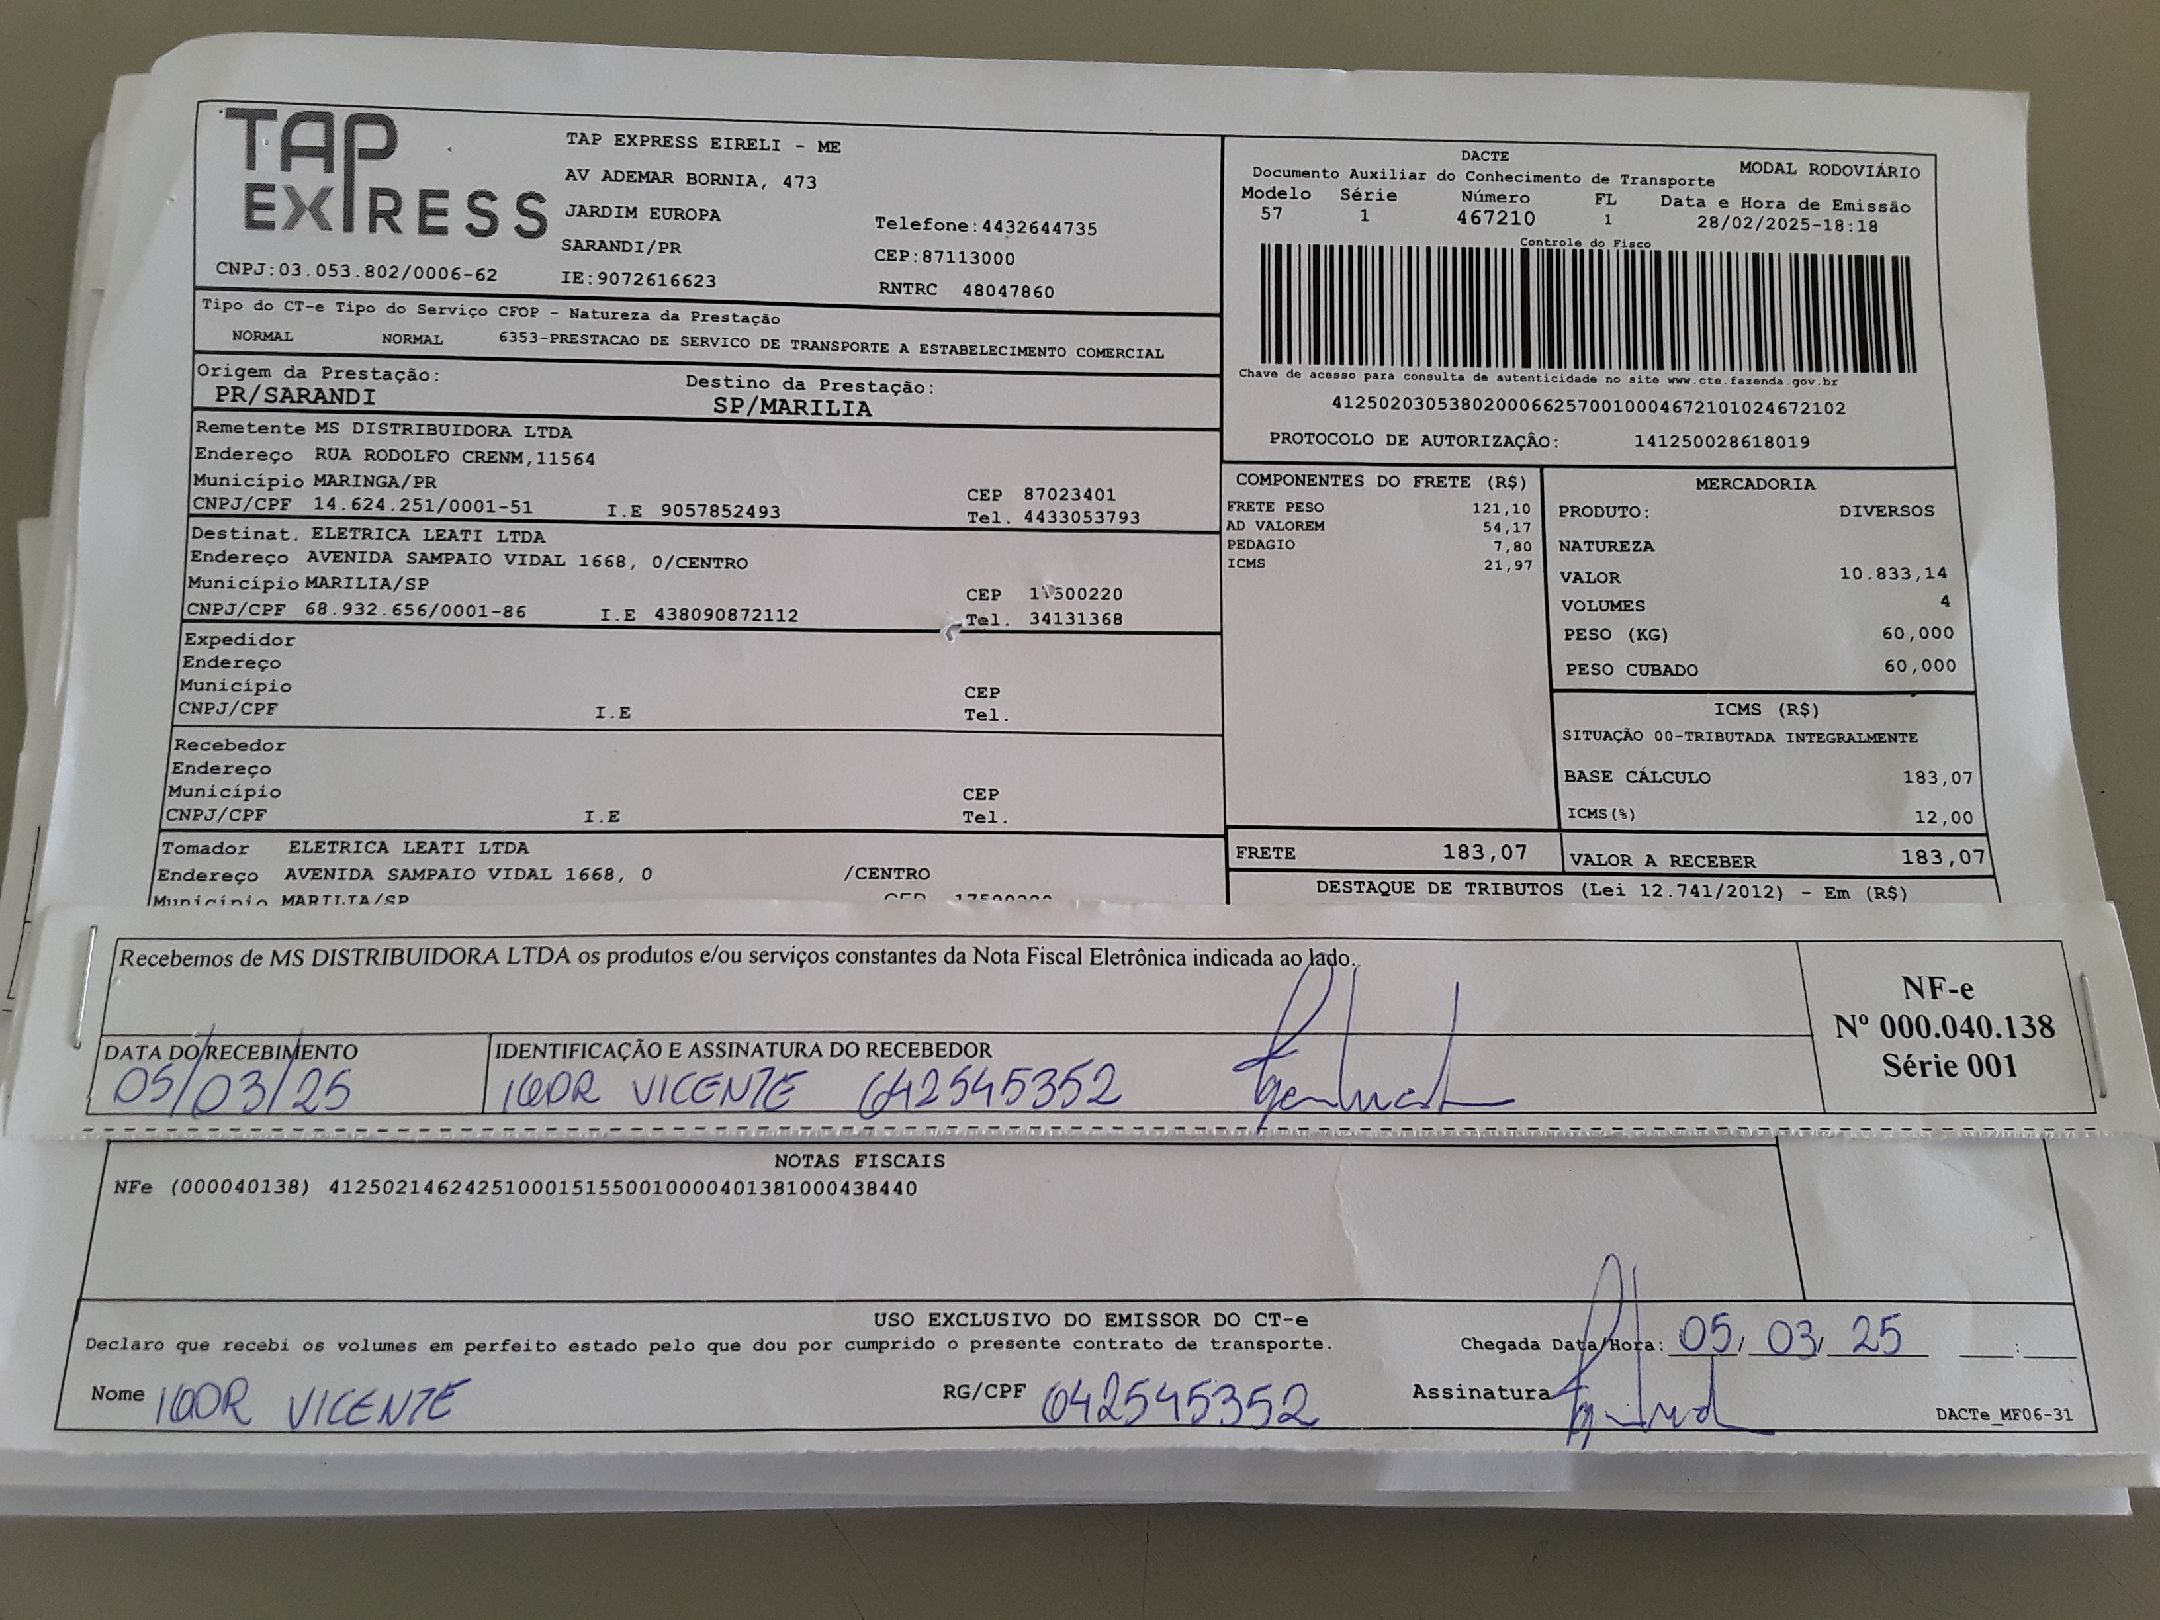 TAP
EXPRESS
TAP EXPRESS EIRELI - ME
AV ADEMAR BORNIA, 473
JARDIM EUROPA
SARANDI/PR
CNPJ:03.053.802/0006-62
IE:9072616623
Telefone:4432644735
CEP:87113000
RNTRC 48047860
DACTE
MODAL RODOVIÁRIO
Documento Auxiliar do Conhecimento de Transporte
Modelo Série Número FL Data e Hora de Emissão
57 1 467210 1 28/02/2025-18:18
Controle do Fisco
Chave de acesso para consulta de autenticidade no site www.cte.fazenda.gov.br
41250203053802000662570010004672101024672102
PROTOCOLO DE AUTORIZAÇÂO: 141250028618019
Tipo do CT-e Tipo do Serviço CFOP - Natureza da Prestação
NORMAL NORMAL 6353-PRESTACAO DE SERVICO DE TRANSPORTE A ESTABELECIMENTO COMERCIAL
Origem da Prestação: Destino da Prestação:
PR/SARANDI SP/MARILIA
Remetente MS DISTRIBUIDORA LTDA
Endereço RUA RODOLFO CRENM,11564
Município MARINGA/PR CEP 87023401
CNPJ/CPF 14.624.251/0001-51 I.E 9057852493 Tel. 4433053793
Destinat. ELETRICA LEATI LTDA
Endereço AVENIDA SAMPAIO VIDAL 1668, 0/CENTRO
Município MARILIA/SP CEP 17500220
CNPJ/CPF 68.932.656/0001-86 I.E 438090872112 Tel. 34131368
Expedidor
Endereço
Município CEP
CNPJ/CPF I.E Tel.
Recebedor
Endereço
Município CEP
CNPJ/CPF I.E Tel.
Tomador ELETRICA LEATI LTDA
Endereço AVENIDA SAMPAIO VIDAL 1668, 0 /CENTRO
Município MARILIA/SP CEP
COMPONENTES DO FRETE (R$)
FRETE PESO 121,10
AD VALOREM 54,17
PEDAGIO 7,80
ICMS 21,97
MERCADORIA
PRODUTO: DIVERSOS
NATUREZA
VALOR 10.833,14
VOLUMES 4
PESO (KG) 60,000
PESO CUBADO 60,000
ICMS (R$)
SITUAÇÃO 00-TRIBUTADA INTEGRALMENTE
BASE CÁLCULO 183,07
ICMS(%) 12,00
FRETE 183,07
VALOR A RECEBER 183,07
DESTAQUE DE TRIBUTOS (Lei 12.741/2012) - Em (R$)
Recebemos de MS DISTRIBUIDORA LTDA os produtos e/ou serviços constantes da Nota Fiscal Eletrônica indicada ao lado.
DATA DO RECEBIMENTO
05/03/25
IDENTIFICAÇÃO E ASSINATURA DO RECEBEDOR
IGOR VICENTE 642545352
NF-e
Nº 000.040.138
Série 001
NOTAS FISCAIS
NFe (000040138) 41250214624251000151550010000401381000438440
USO EXCLUSIVO DO EMISSOR DO CT-e
Declaro que recebi os volumes em perfeito estado pelo que dou por cumprido o presente contrato de transporte.
Chegada Data/Hora: 05/03/25 __:__
Nome IGOR VICENTE RG/CPF 642545352 Assinatura
DACTe_MF06-31